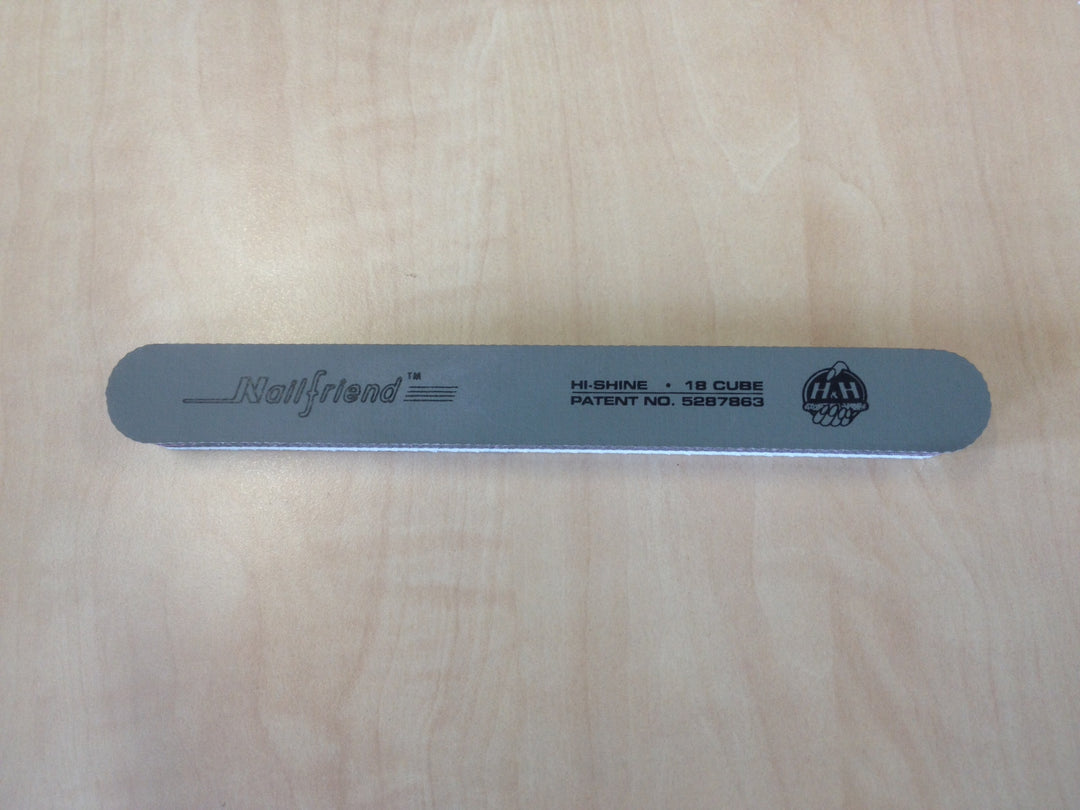 Nailfriend™
HI-SHINE • 18 CUBE
PATENT NO. 5287863
H&H